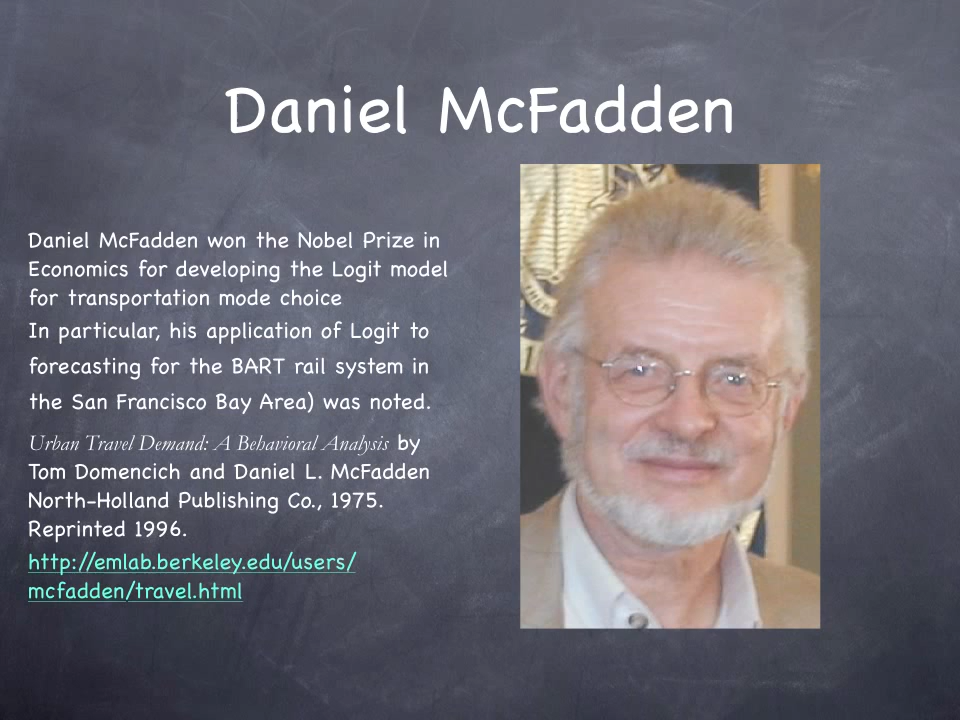 Daniel McFadden
Daniel McFadden won the Nobel Prize in
Economics for developing the Logit model
for transportation mode choice
In particular, his application of Logit to
forecasting for the BART rail system in
the San Francisco Bay Area) was noted.
Urban Travel Demand: A Behavioral Analysis by
Tom Domencich and Daniel L. McFadden
North-Holland Publishing Co., 1975.
Reprinted 1996.
http://emlab.berkeley.edu/users/
mcfadden/travel.html